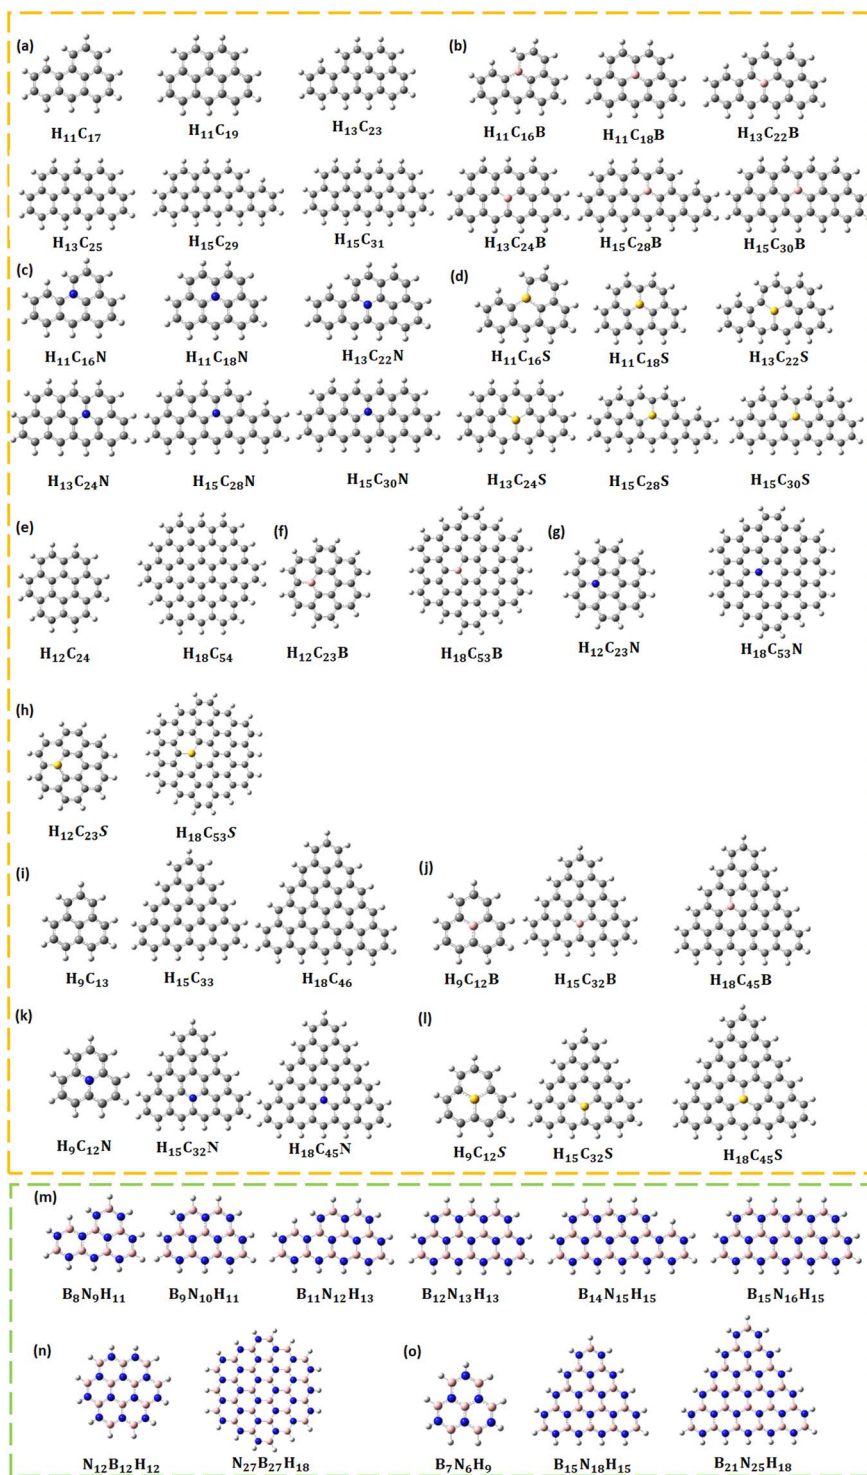 (a) (b)
H₁₁C₁₇ H₁₁C₁₉ H₁₃C₂₃ H₁₁C₁₆B H₁₁C₁₈B H₁₃C₂₂B
H₁₃C₂₅ H₁₅C₂₉ H₁₅C₃₁ H₁₃C₂₄B H₁₅C₂₈B H₁₅C₃₀B
(c) (d)
H₁₁C₁₆N H₁₁C₁₈N H₁₃C₂₂N H₁₁C₁₆S H₁₁C₁₈S H₁₃C₂₂S
H₁₃C₂₄N H₁₅C₂₈N H₁₅C₃₀N H₁₃C₂₄S H₁₅C₂₈S H₁₅C₃₀S
(e) (f) (g)
H₁₂C₂₄ H₁₈C₅₄ H₁₂C₂₃B H₁₈C₅₃B H₁₂C₂₃N H₁₈C₅₃N
(h)
H₁₂C₂₃S H₁₈C₅₃S
(i) (j)
H₉C₁₃ H₁₅C₃₃ H₁₈C₄₆ H₉C₁₂B H₁₅C₃₂B H₁₈C₄₅B
(k) (l)
H₉C₁₂N H₁₅C₃₂N H₁₈C₄₅N H₉C₁₂S H₁₅C₃₂S H₁₈C₄₅S
(m)
B₈N₉H₁₁ B₉N₁₀H₁₁ B₁₁N₁₂H₁₃ B₁₂N₁₃H₁₃ B₁₄N₁₅H₁₅ B₁₅N₁₆H₁₅
(n) (o)
N₁₂B₁₂H₁₂ N₂₇B₂₇H₁₈ B₇N₆H₉ B₁₅N₁₈H₁₅ B₂₁N₂₅H₁₈